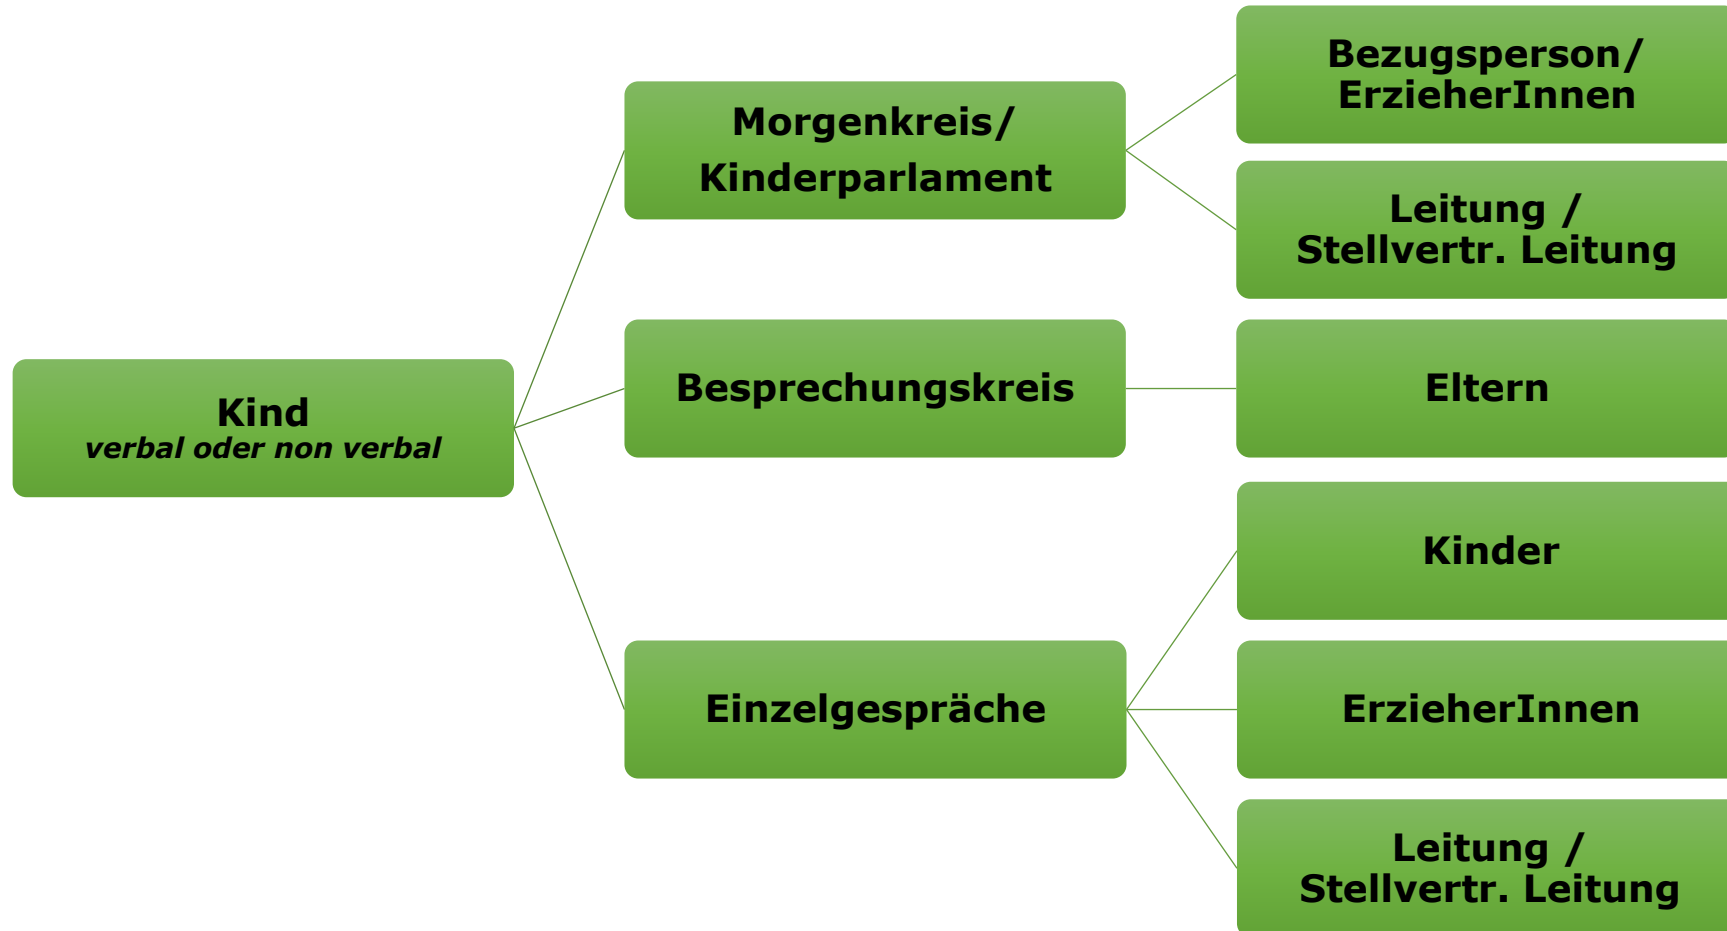 Kind
verbal oder non verbal
Morgenkreis/
Kinderparlament
Besprechungskreis
Einzelgespräche
Bezugsperson/
ErzieherInnen
Leitung /
Stellvertr. Leitung
Eltern
Kinder
ErzieherInnen
Leitung /
Stellvertr. Leitung